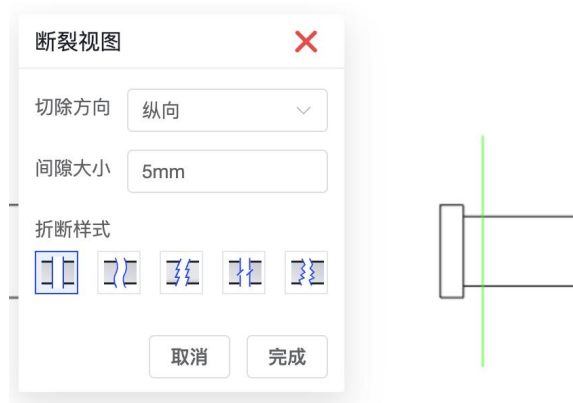 断裂视图
切除方向 纵向
间隙大小 5mm
折断样式
取消 完成